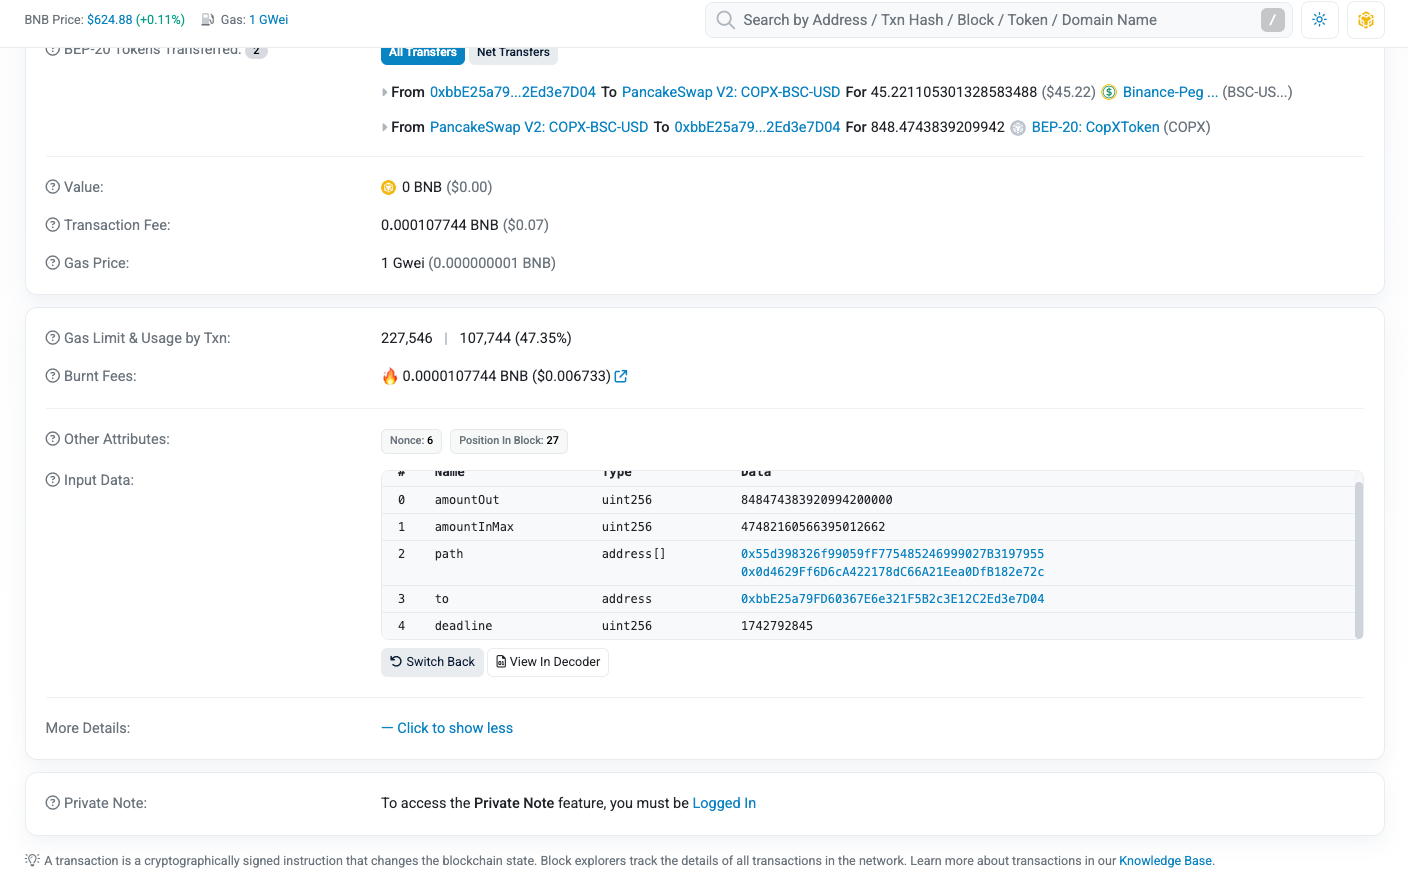 BNB Price: $624.88 (+0.11%) Gas: 1 GWei
Search by Address / Txn Hash / Block / Token / Domain Name /
BEP-20 Tokens Transferred: 2 All Transfers Net Transfers
From 0xbbE25a79...2Ed3e7D04 To PancakeSwap V2: COPX-BSC-USD For 45.221105301328583488 ($45.22) Binance-Peg ... (BSC-US...)
From PancakeSwap V2: COPX-BSC-USD To 0xbbE25a79...2Ed3e7D04 For 848.4743839209942 BEP-20: CopXToken (COPX)
Value: 0 BNB ($0.00)
Transaction Fee: 0.000107744 BNB ($0.07)
Gas Price: 1 Gwei (0.000000001 BNB)
Gas Limit & Usage by Txn: 227,546 | 107,744 (47.35%)
Burnt Fees: 🔥 0.0000107744 BNB ($0.006733)
Other Attributes: Nonce: 6 Position In Block: 27
Input Data:
# Name Type Data
0 amountOut uint256 848474383920994200000
1 amountInMax uint256 47482160566395012662
2 path address[] 0x55d398326f99059fF775485246999027B3197955
0x0d4629Ff6D6cA422178dC66A21Eea0DfB182e72c
3 to address 0xbbE25a79FD60367E6e321F5B2c3E12C2Ed3e7D04
4 deadline uint256 1742792845
Switch Back View In Decoder
More Details: — Click to show less
Private Note: To access the Private Note feature, you must be Logged In
A transaction is a cryptographically signed instruction that changes the blockchain state. Block explorers track the details of all transactions in the network. Learn more about transactions in our Knowledge Base.